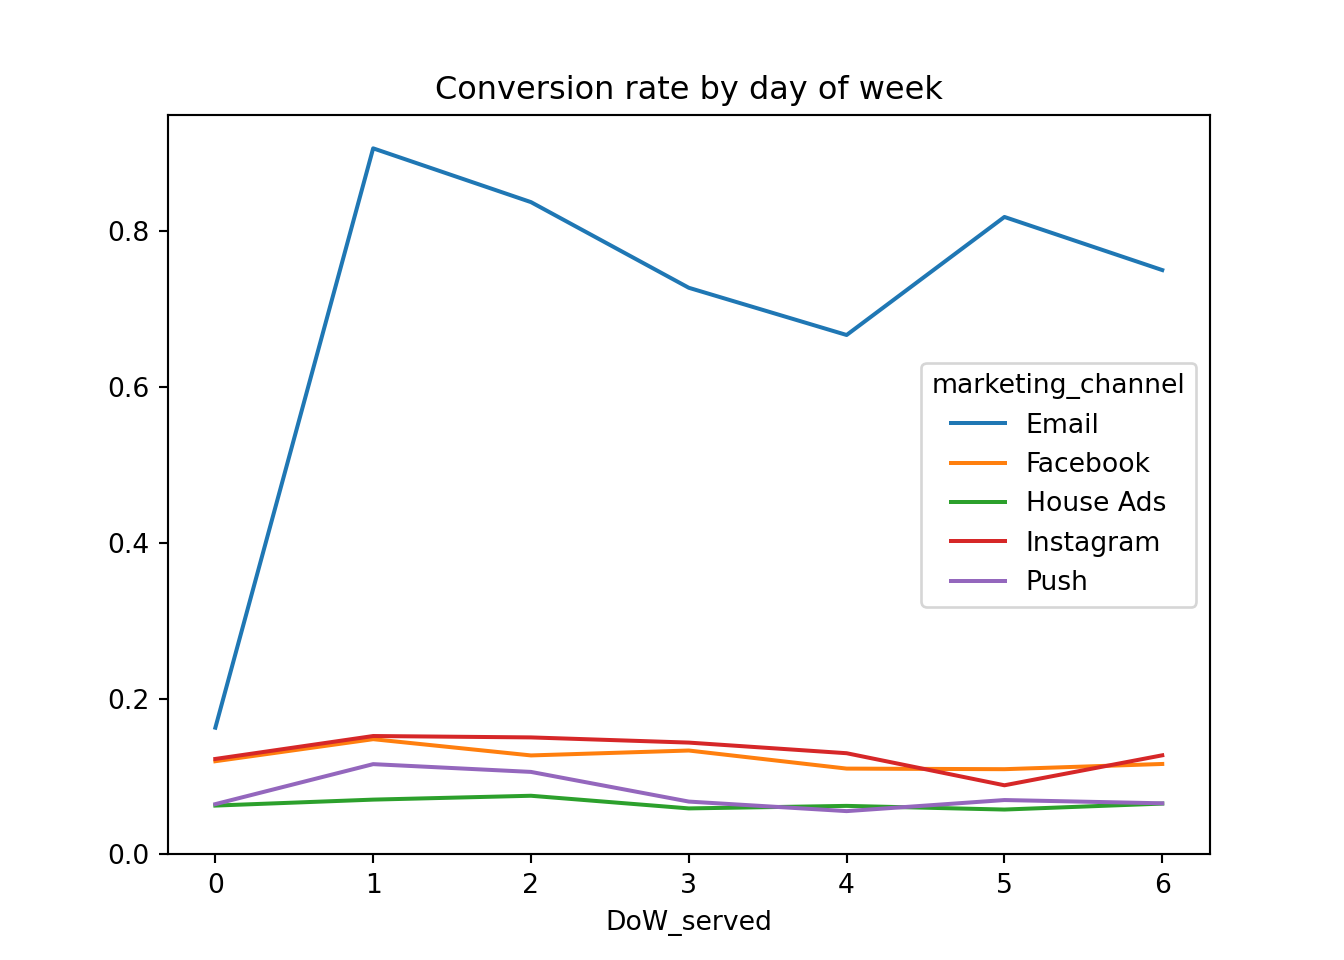 Conversion rate by day of week
0.8
0.6
0.4
0.2
0.0
marketing_channel
Email
Facebook
House Ads
Instagram
Push
0 1 2 3 4 5 6
DoW_served